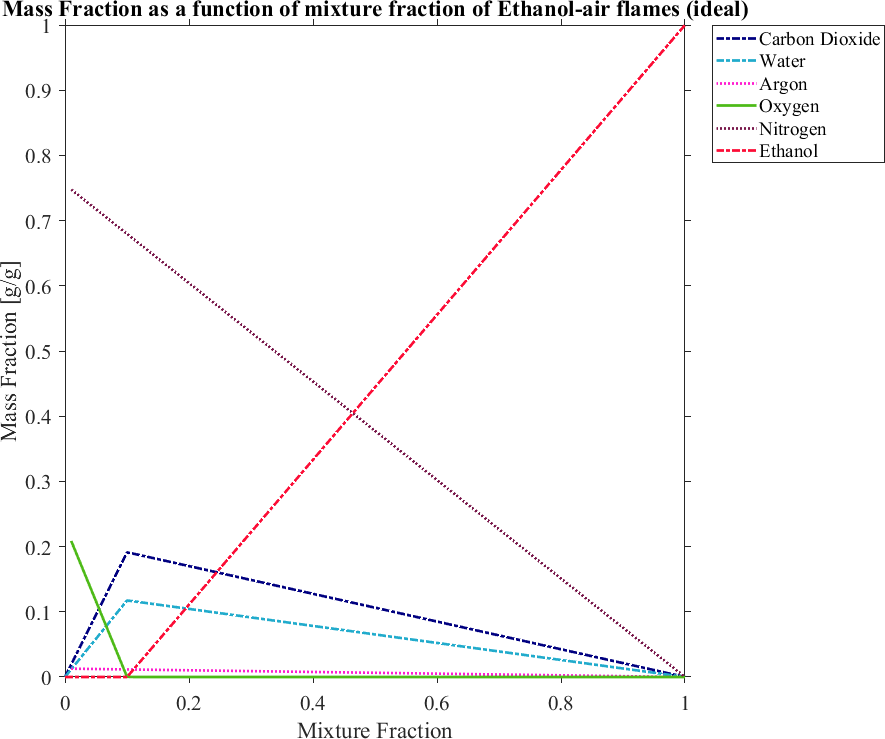 Mass Fraction as a function of mixture fraction of Ethanol-air flames (ideal)
1
0.9
0.8
0.7
0.6
0.5
0.4
0.3
0.2
0.1
0
Mass Fraction [g/g]
0
0.2
0.4
0.6
0.8
1
Mixture Fraction
Carbon Dioxide
Water
Argon
Oxygen
Nitrogen
Ethanol